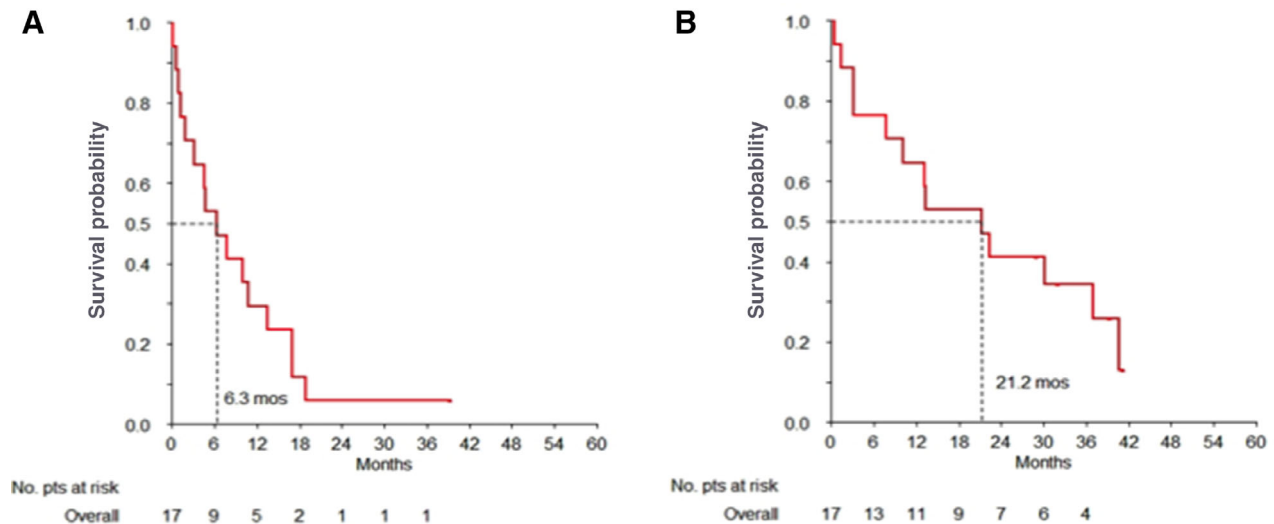 A
Survival probability
1.0
0.8
0.6
0.5
0.4
0.2
0.0
6.3 mos
0 6 12 18 24 30 36 42 48 54 60
Months
No. pts at risk
Overall 17 9 5 2 1 1 1
B
Survival probability
1.0
0.8
0.6
0.5
0.4
0.2
0.0
21.2 mos
0 6 12 18 24 30 36 42 48 54 60
Months
No. pts at risk
Overall 17 13 11 9 7 6 4